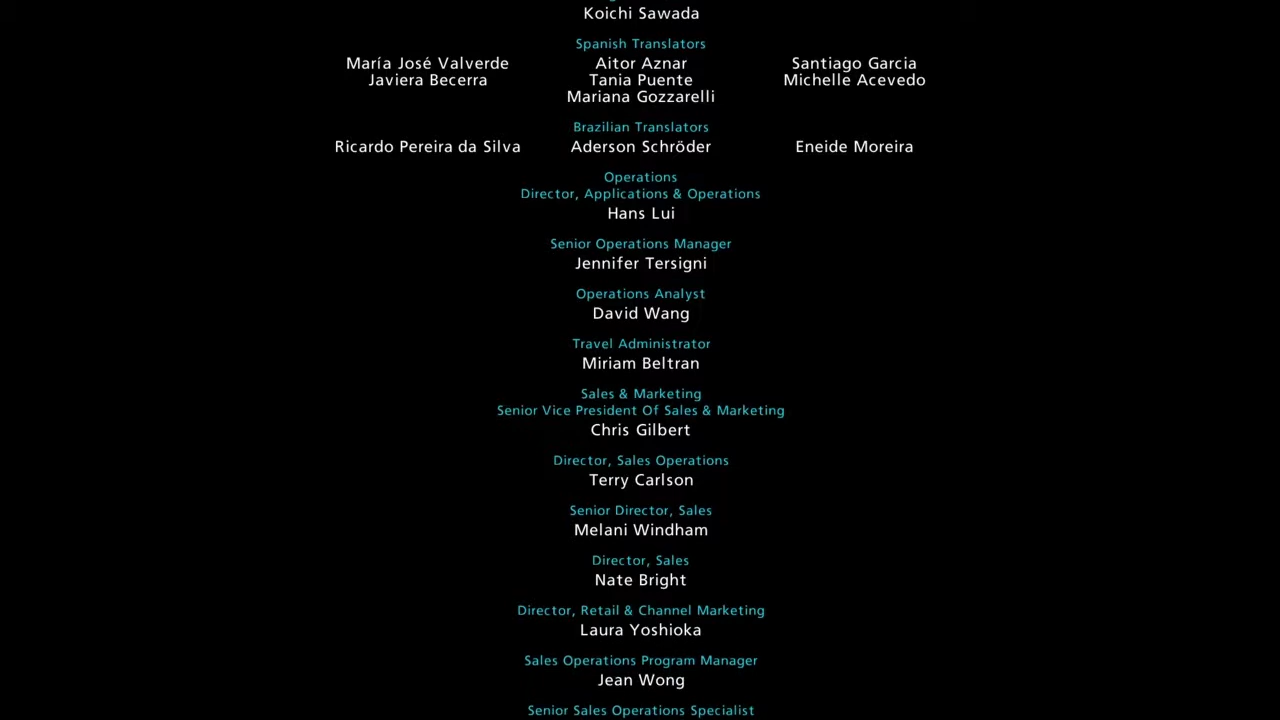 Koichi Sawada
Spanish Translators
María José Valverde Aitor Aznar Santiago Garcia
Javiera Becerra Tania Puente Michelle Acevedo
Mariana Gozzarelli
Brazilian Translators
Ricardo Pereira da Silva Aderson Schröder Eneide Moreira
Operations
Director, Applications & Operations
Hans Lui
Senior Operations Manager
Jennifer Tersigni
Operations Analyst
David Wang
Travel Administrator
Miriam Beltran
Sales & Marketing
Senior Vice President Of Sales & Marketing
Chris Gilbert
Director, Sales Operations
Terry Carlson
Senior Director, Sales
Melani Windham
Director, Sales
Nate Bright
Director, Retail & Channel Marketing
Laura Yoshioka
Sales Operations Program Manager
Jean Wong
Senior Sales Operations Specialist